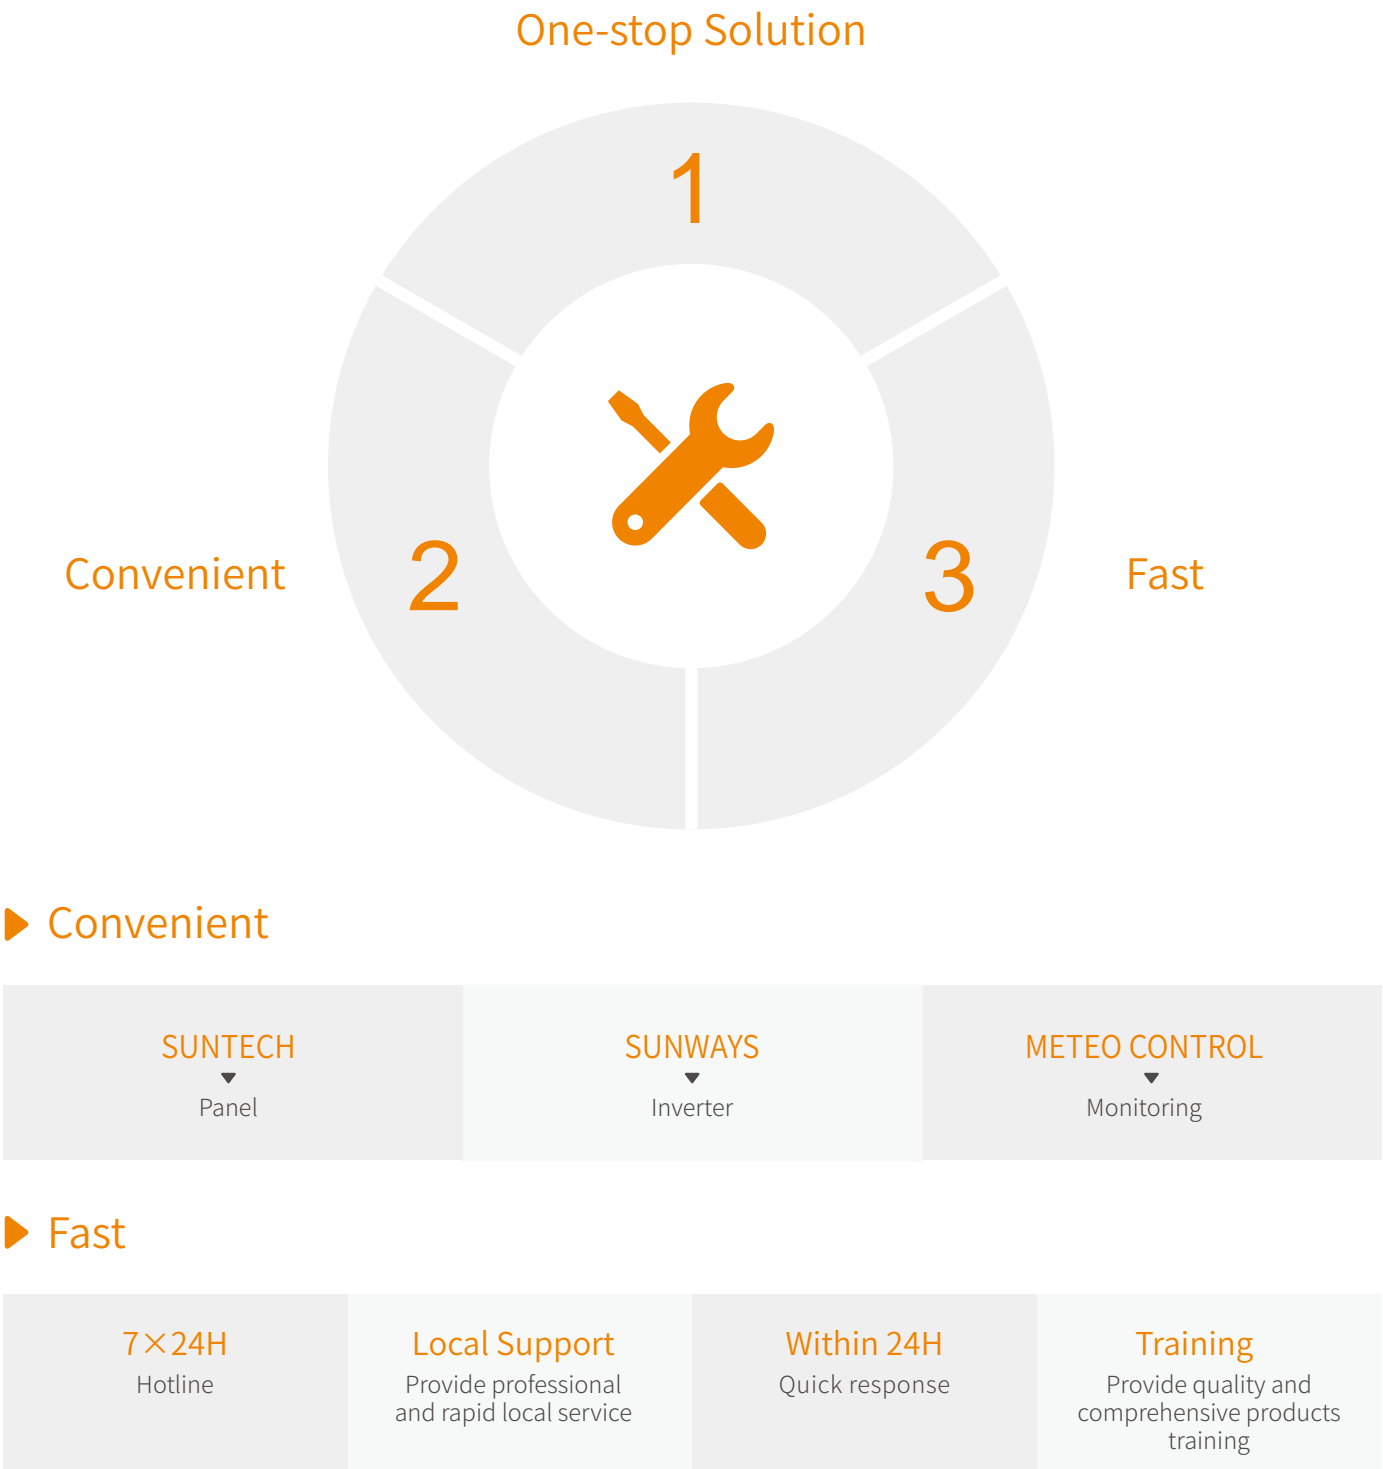 One-stop Solution
1
2
3
Convenient
Fast
Convenient
SUNTECH
Panel
SUNWAYS
Inverter
METEO CONTROL
Monitoring
Fast
7×24H
Hotline
Local Support
Provide professional
and rapid local service
Within 24H
Quick response
Training
Provide quality and
comprehensive products
training